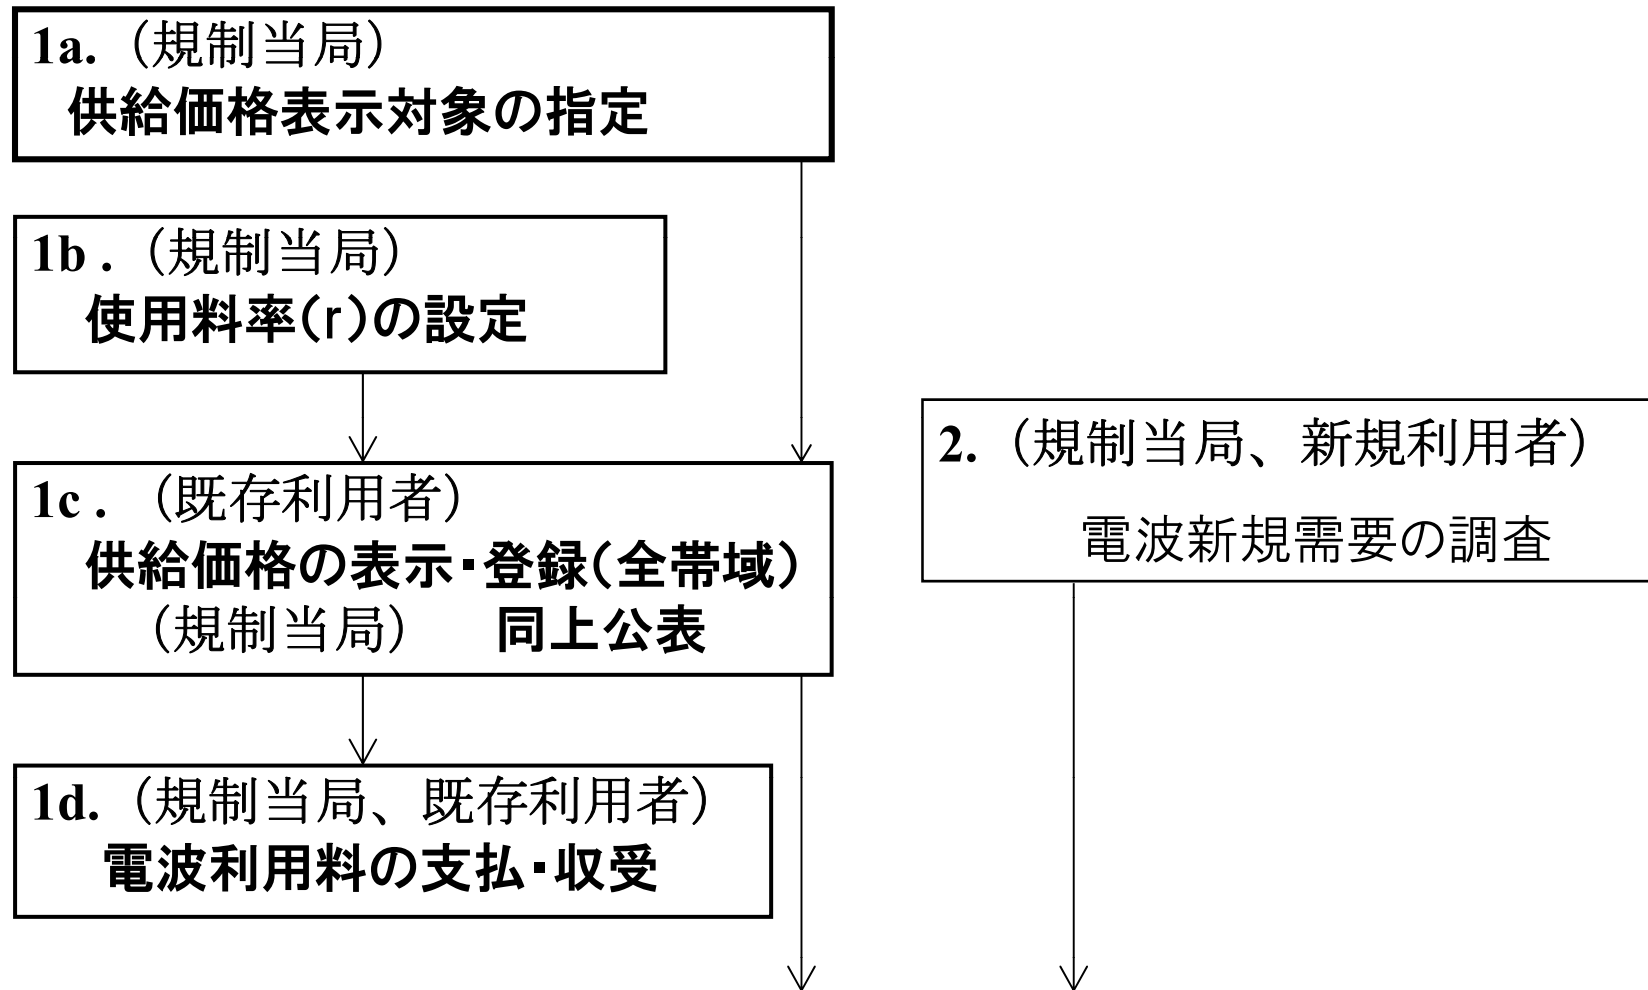 1a.（規制当局）
供給価格表示対象の指定
1b .（規制当局）
使用料率(r)の設定
1c . （既存利用者）
供給価格の表示・登録(全帯域)
（規制当局） 同上公表
1d.（規制当局、既存利用者）
電波利用料の支払・収受
2.（規制当局、新規利用者）
電波新規需要の調査